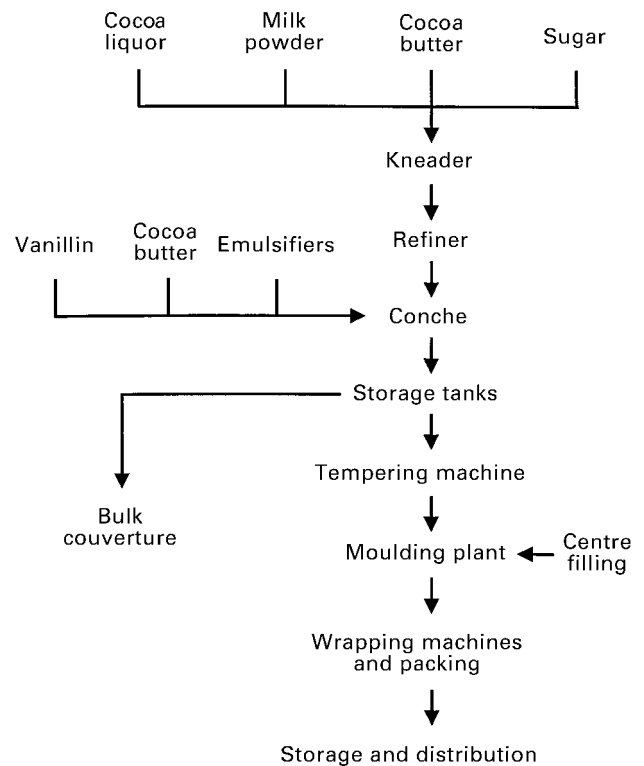 Cocoa
liquor
Milk
powder
Cocoa
butter
Sugar
Kneader
Refiner
Vanillin
Cocoa
butter
Emulsifiers
Conche
Storage tanks
Tempering machine
Bulk
couverture
Moulding plant
Centre
filling
Wrapping machines
and packing
Storage and distribution